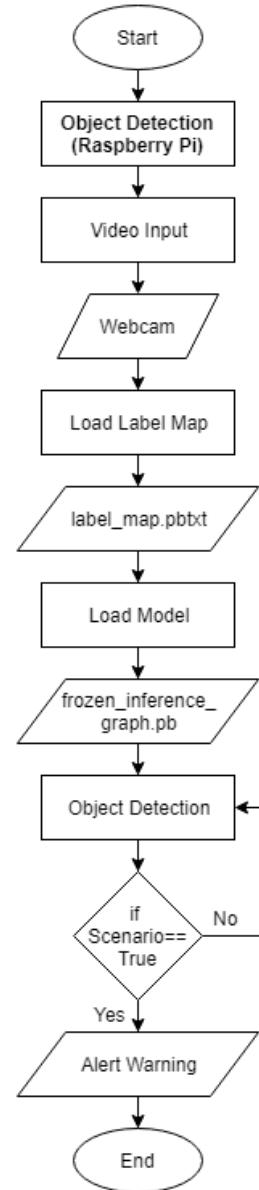 Start
Object Detection
(Raspberry Pi)
Video Input
Webcam
Load Label Map
label_map.pbtxt
Load Model
frozen_inference_
graph.pb
Object Detection
if
Scenario==
True
No
Yes
Alert Warning
End